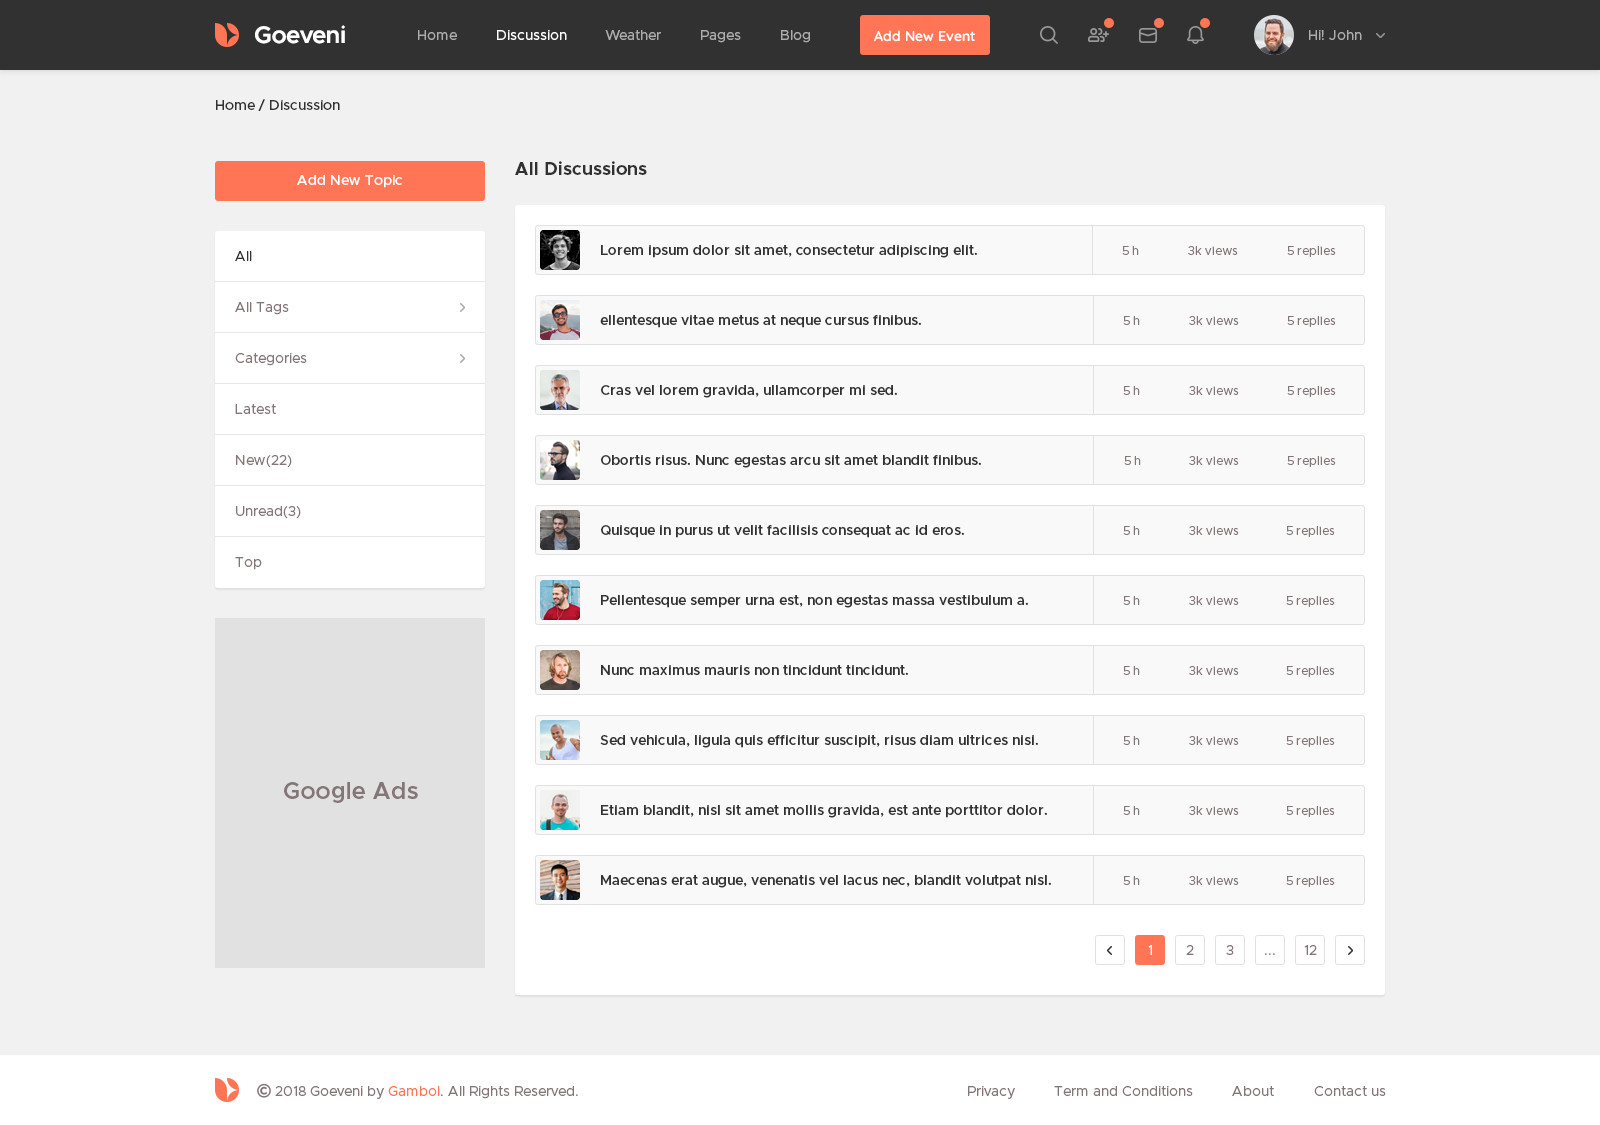 Goeveni Home Discussion Weather Pages Blog Add New Event Hi! John
Home / Discussion
Add New Topic
All
All Tags
Categories
Latest
New(22)
Unread(3)
Top
Google Ads
All Discussions
Lorem ipsum dolor sit amet, consectetur adipiscing elit. 5 h 3k views 5 replies
ellentesque vitae metus at neque cursus finibus. 5 h 3k views 5 replies
Cras vel lorem gravida, ullamcorper mi sed. 5 h 3k views 5 replies
Obortis risus. Nunc egestas arcu sit amet blandit finibus. 5 h 3k views 5 replies
Quisque in purus ut velit facilisis consequat ac id eros. 5 h 3k views 5 replies
Pellentesque semper urna est, non egestas massa vestibulum a. 5 h 3k views 5 replies
Nunc maximus mauris non tincidunt tincidunt. 5 h 3k views 5 replies
Sed vehicula, ligula quis efficitur suscipit, risus diam ultrices nisi. 5 h 3k views 5 replies
Etiam blandit, nisl sit amet mollis gravida, est ante porttitor dolor. 5 h 3k views 5 replies
Maecenas erat augue, venenatis vel lacus nec, blandit volutpat nisl. 5 h 3k views 5 replies
1 2 3 ... 12
© 2018 Goeveni by Gambol. All Rights Reserved. Privacy Term and Conditions About Contact us